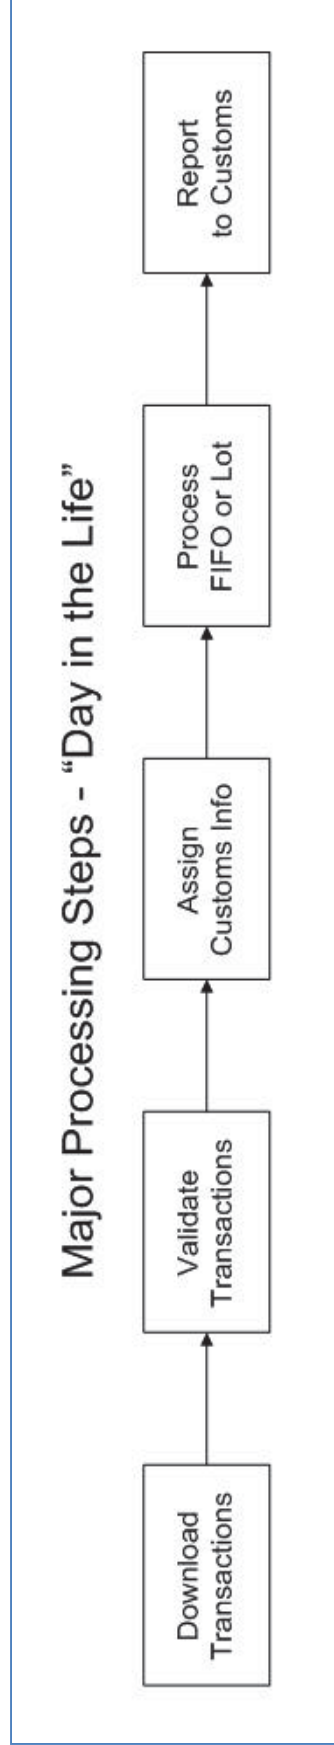 Major Processing Steps - “Day in the Life”
Download
Transactions
Validate
Transactions
Assign
Customs Info
Process
FIFO or Lot
Report
to Customs